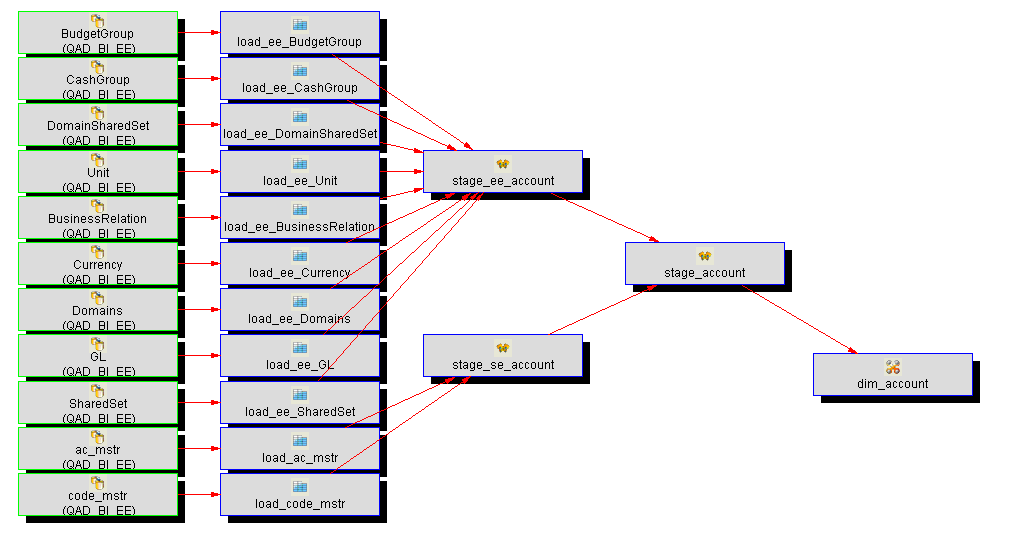 BudgetGroup
(QAD_BI_EE)
load_ee_BudgetGroup
CashGroup
(QAD_BI_EE)
load_ee_CashGroup
DomainSharedSet
(QAD_BI_EE)
load_ee_DomainSharedSet
Unit
(QAD_BI_EE)
load_ee_Unit
stage_ee_account
BusinessRelation
(QAD_BI_EE)
load_ee_BusinessRelation
Currency
(QAD_BI_EE)
load_ee_Currency
stage_account
Domains
(QAD_BI_EE)
load_ee_Domains
GL
(QAD_BI_EE)
load_ee_GL
stage_se_account
SharedSet
(QAD_BI_EE)
load_ee_SharedSet
dim_account
ac_mstr
(QAD_BI_EE)
load_ac_mstr
code_mstr
(QAD_BI_EE)
load_code_mstr